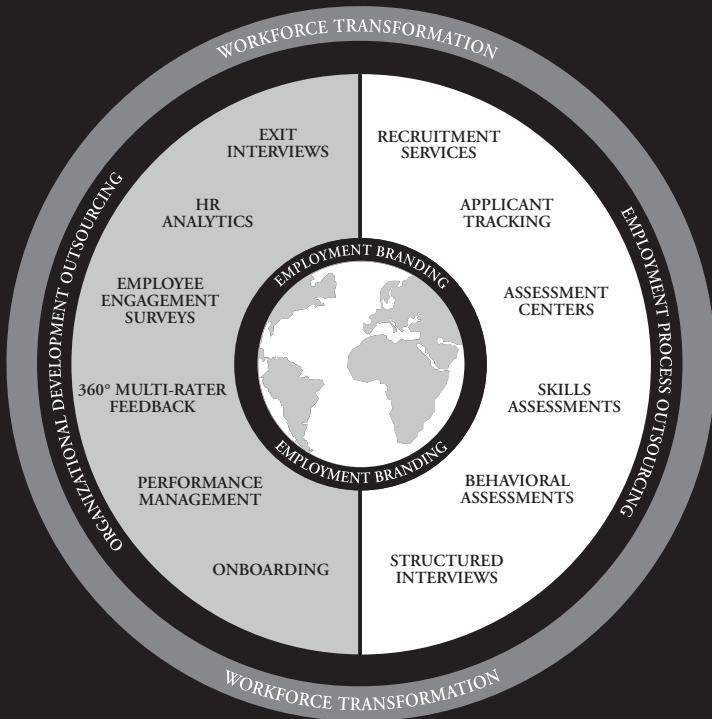 WORKFORCE TRANSFORMATION
ORGANIZATIONAL DEVELOPMENT OUTSOURCING
EMPLOYMENT PROCESS OUTSOURCING
EXIT
INTERVIEWS
HR
ANALYTICS
EMPLOYEE
ENGAGEMENT
SURVEYS
360° MULTI-RATER
FEEDBACK
PERFORMANCE
MANAGEMENT
ONBOARDING
RECRUITMENT
SERVICES
APPLICANT
TRACKING
ASSESSMENT
CENTERS
SKILLS
ASSESSMENTS
BEHAVIORAL
ASSESSMENTS
STRUCTURED
INTERVIEWS
EMPLOYMENT BRANDING
EMPLOYMENT BRANDING
WORKFORCE TRANSFORMATION